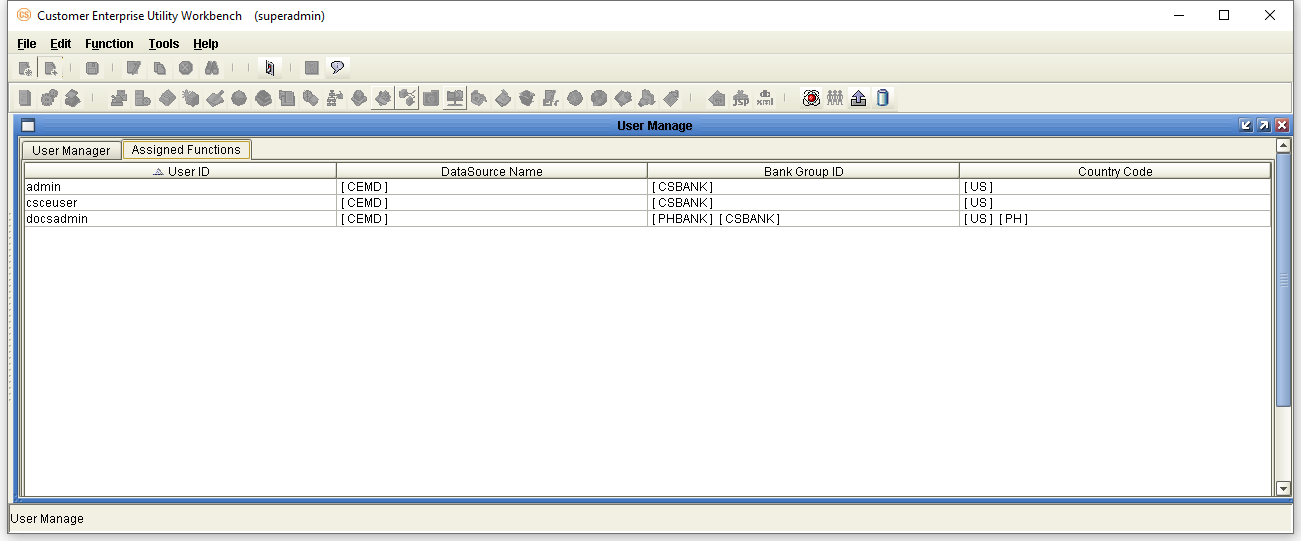 CS Customer Enterprise Utility Workbench (superadmin)
File Edit Function Tools Help
jsp db xml
User Manage
User Manager Assigned Functions
User ID DataSource Name Bank Group ID Country Code
admin [CEMD] [CSBANK] [US]
csceuser [CEMD] [CSBANK] [US]
docsadmin [CEMD] [PHBANK] [CSBANK] [US] [PH]
User Manage